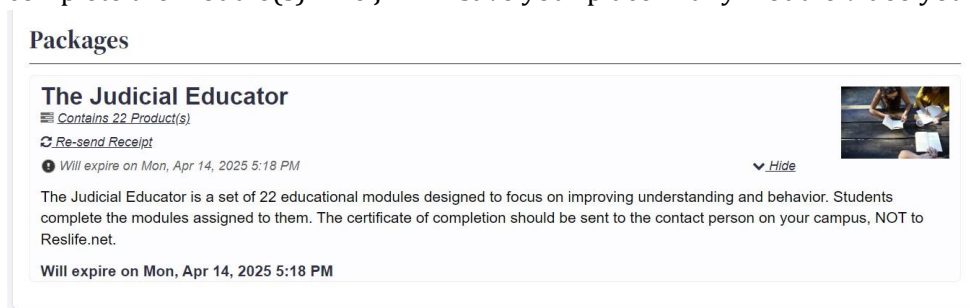 Packages
The Judicial Educator
Contains 22 Product(s)
Re-send Receipt
Will expire on Mon, Apr 14, 2025 5:18 PM
Hide
The Judicial Educator is a set of 22 educational modules designed to focus on improving understanding and behavior. Students
complete the modules assigned to them. The certificate of completion should be sent to the contact person on your campus, NOT to
Reslife.net.
Will expire on Mon, Apr 14, 2025 5:18 PM